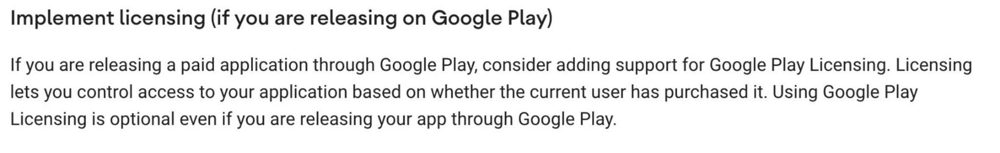 Implement licensing (if you are releasing on Google Play)
If you are releasing a paid application through Google Play, consider adding support for Google Play Licensing. Licensing
lets you control access to your application based on whether the current user has purchased it. Using Google Play
Licensing is optional even if you are releasing your app through Google Play.